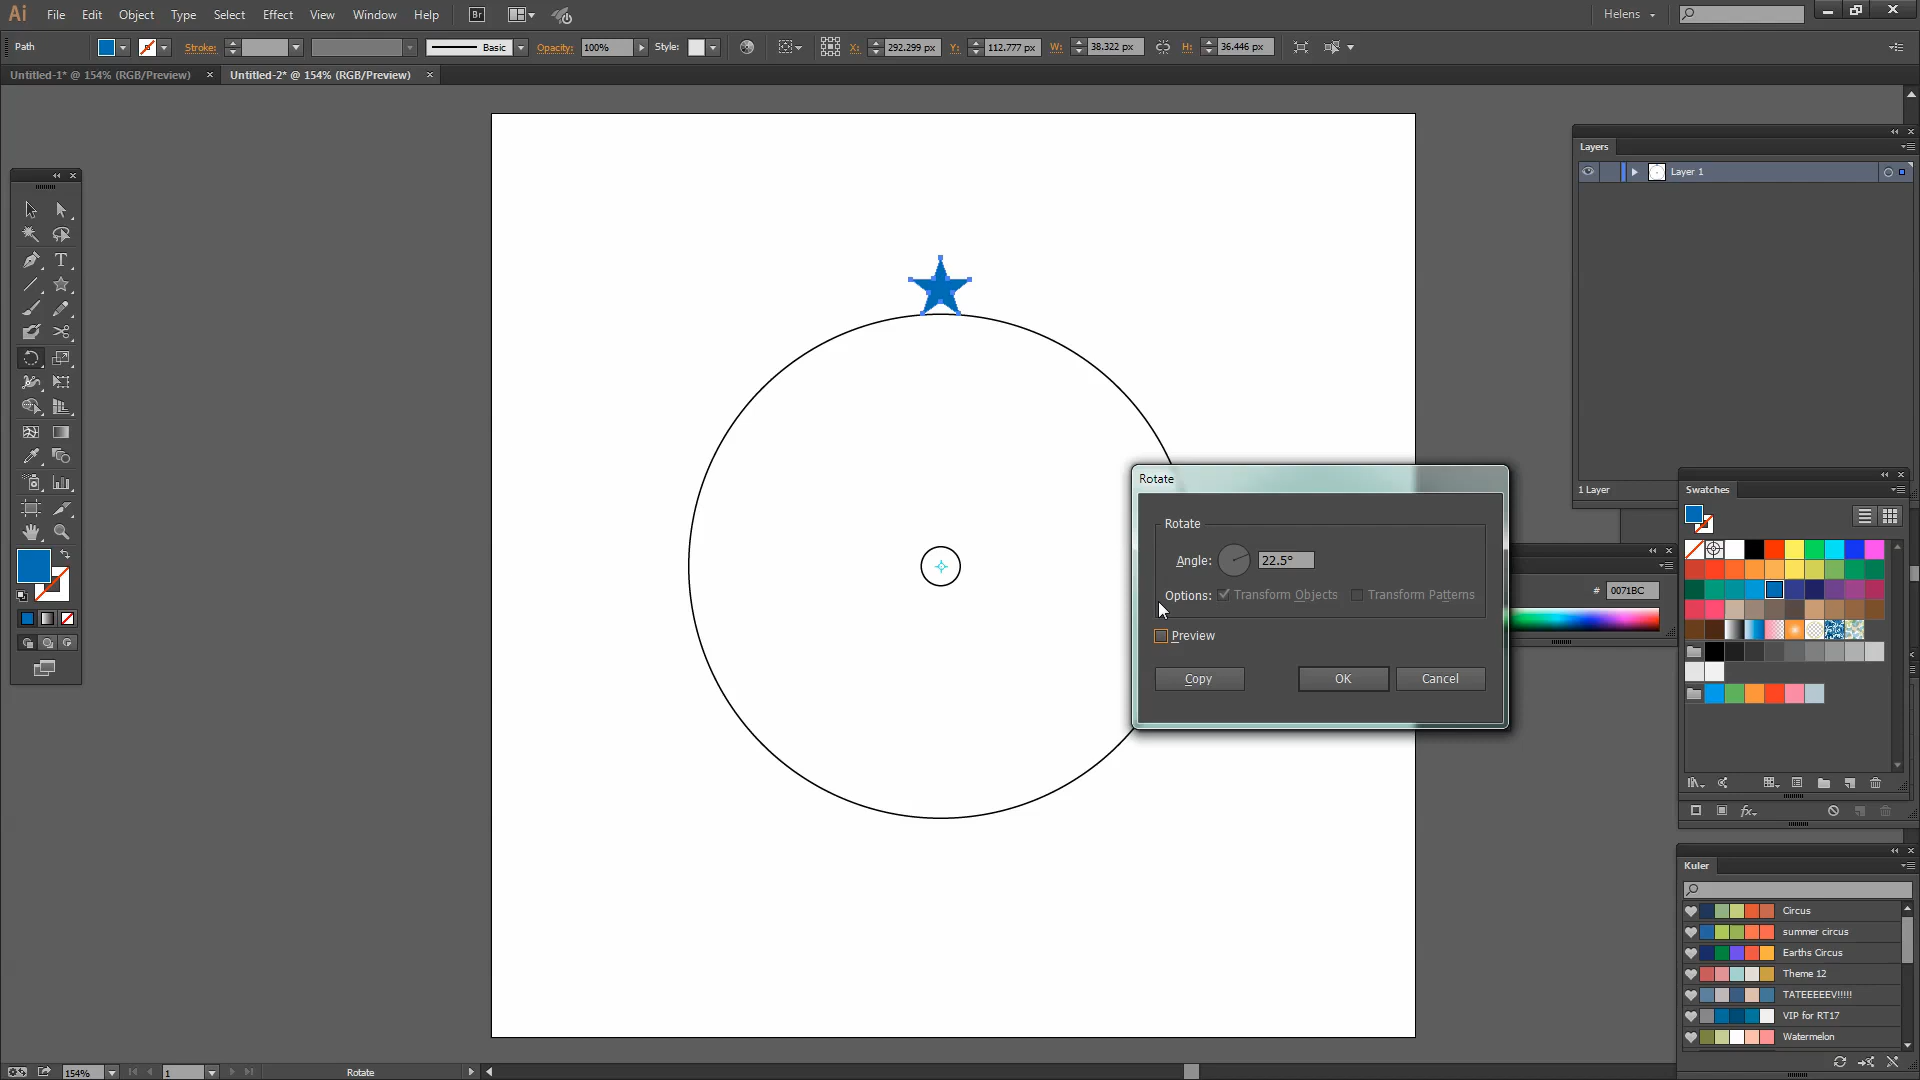 Ai File Edit Object Type Select Effect View Window Help Br Helens
Path Stroke: Basic Opacity: 100% Style: X: 292.299 px Y: 112.777 px W: 38.322 px H: 36.446 px
Untitled-1* @ 154% (RGB/Preview) Untitled-2* @ 154% (RGB/Preview)
Layers
Layer 1
1 Layer
Swatches
Rotate
Rotate
Angle: 22.5°
Options: Transform Objects Transform Patterns
Preview
Copy OK Cancel
# 0071BC
Kuler
Circus
summer circus
Earths Circus
Theme 12
TATEEEEEV!!!!!
VIP for RT17
Watermelon
154% 1 Rotate